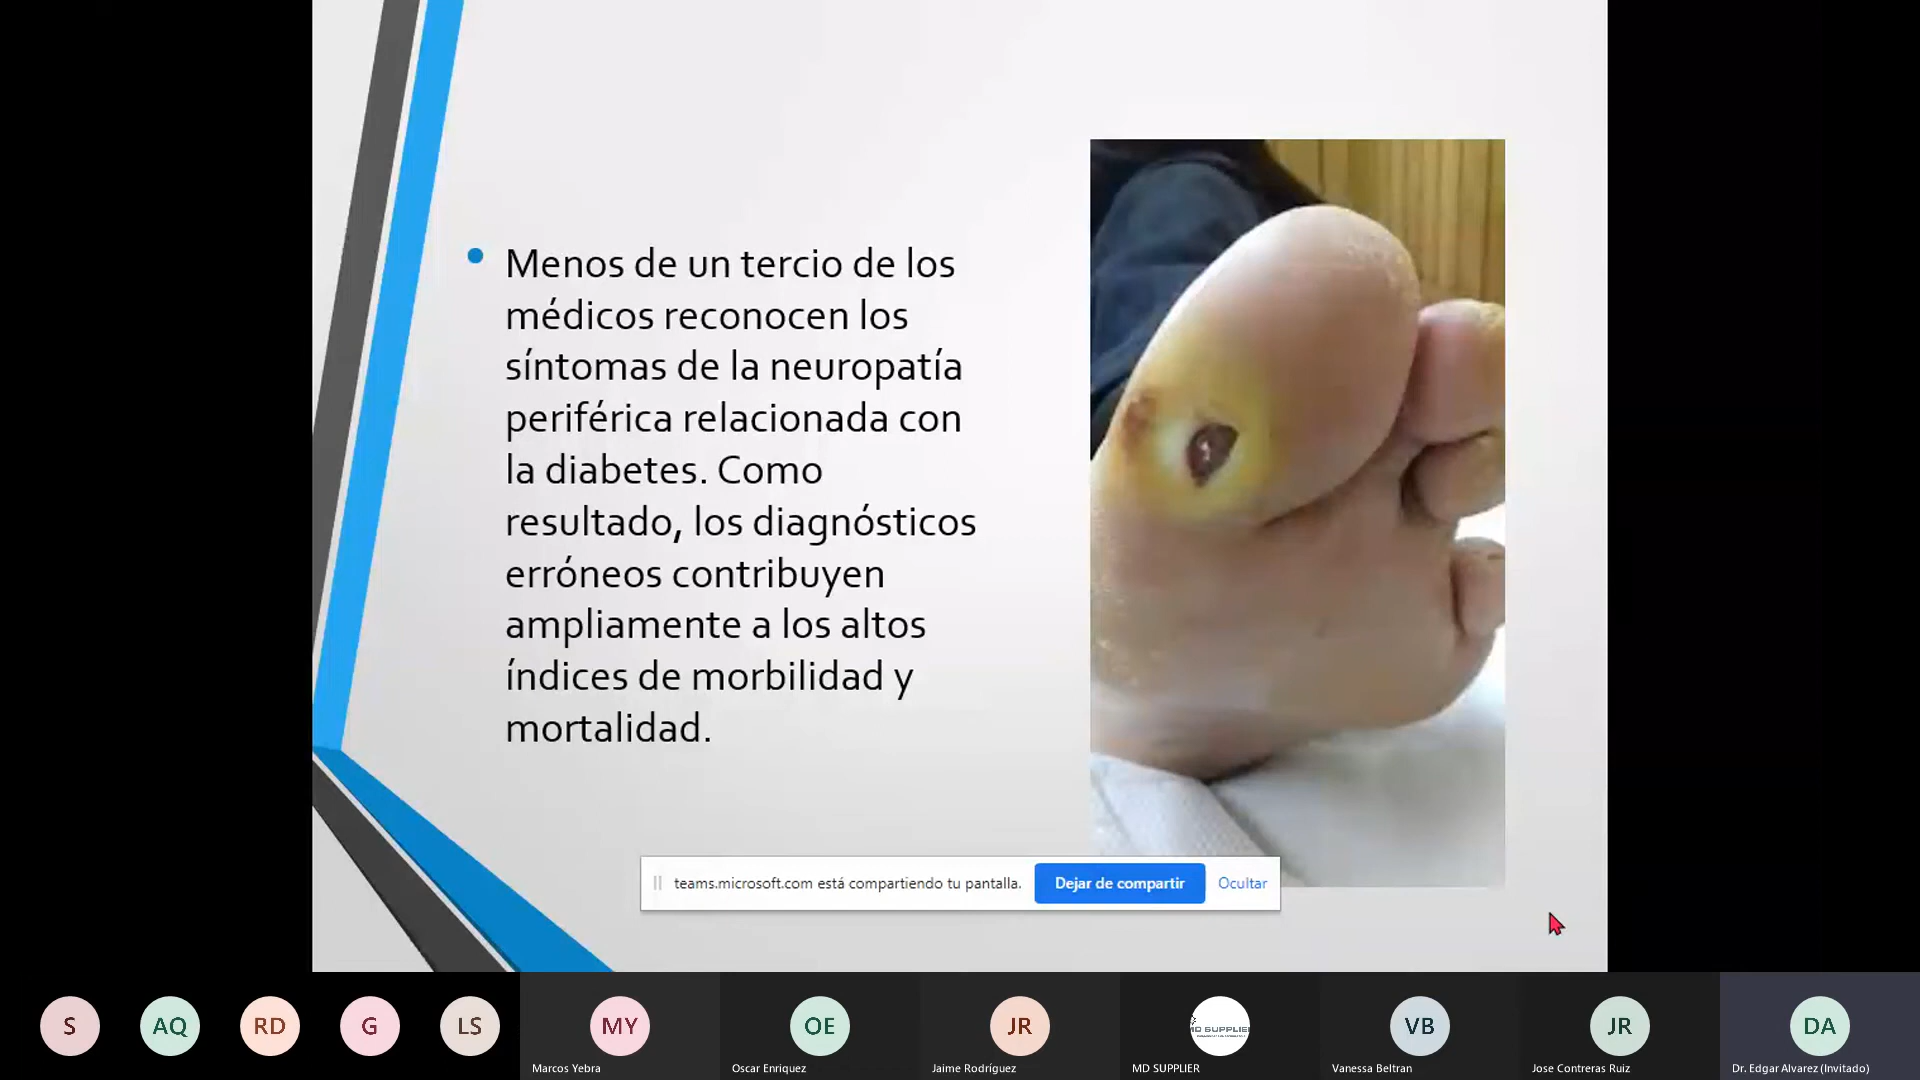 Menos de un tercio de los
médicos reconocen los
síntomas de la neuropatía
periférica relacionada con
la diabetes. Como
resultado, los diagnósticos
erróneos contribuyen
ampliamente a los altos
índices de morbilidad y
mortalidad.
teams.microsoft.com está compartiendo tu pantalla. Dejar de compartir Ocultar
S AQ RD G LS MY OE JR MD SUPPLIER VB JR DA
Marcos Yebra Oscar Enriquez Jaime Rodríguez MD SUPPLIER Vanessa Beltran Jose Contreras Ruiz Dr. Edgar Alvarez (Invitado)